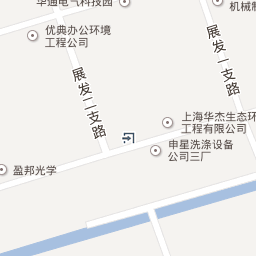 华通电气科技园
机械制
优典办公环境
工程公司
展发二支路
展发一支路
上海华杰生态环
工程有限公司
申星洗涤设备
公司三厂
盈邦光学